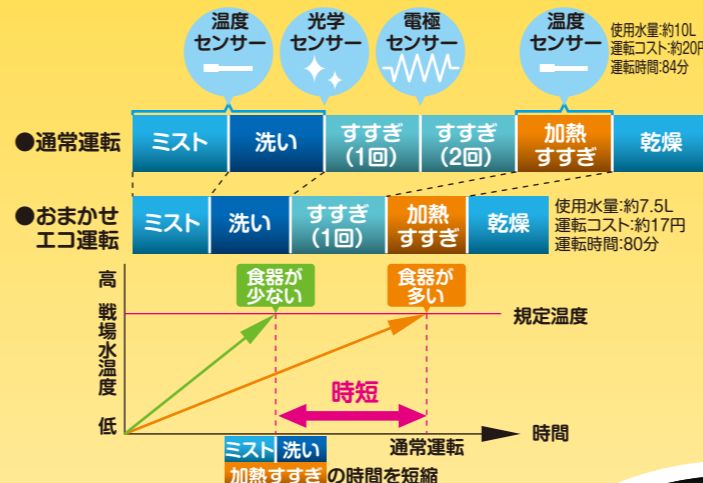 温度
センサー
光学
センサー
電極
センサー
温度
センサー
使用水量:約10L
運転コスト:約20円
運転時間:84分
●通常運転
ミスト
洗い
すすぎ
(1回)
すすぎ
(2回)
加熱
すすぎ
乾燥
●おまかせ
エコ運転
ミスト
洗い
すすぎ
(1回)
加熱
すすぎ
乾燥
使用水量:約7.5L
運転コスト:約17円
運転時間:80分
高
戦場水温度
低
食器が
少ない
食器が
多い
規定温度
時短
通常運転
時間
ミスト 洗い
加熱すすぎの時間を短縮